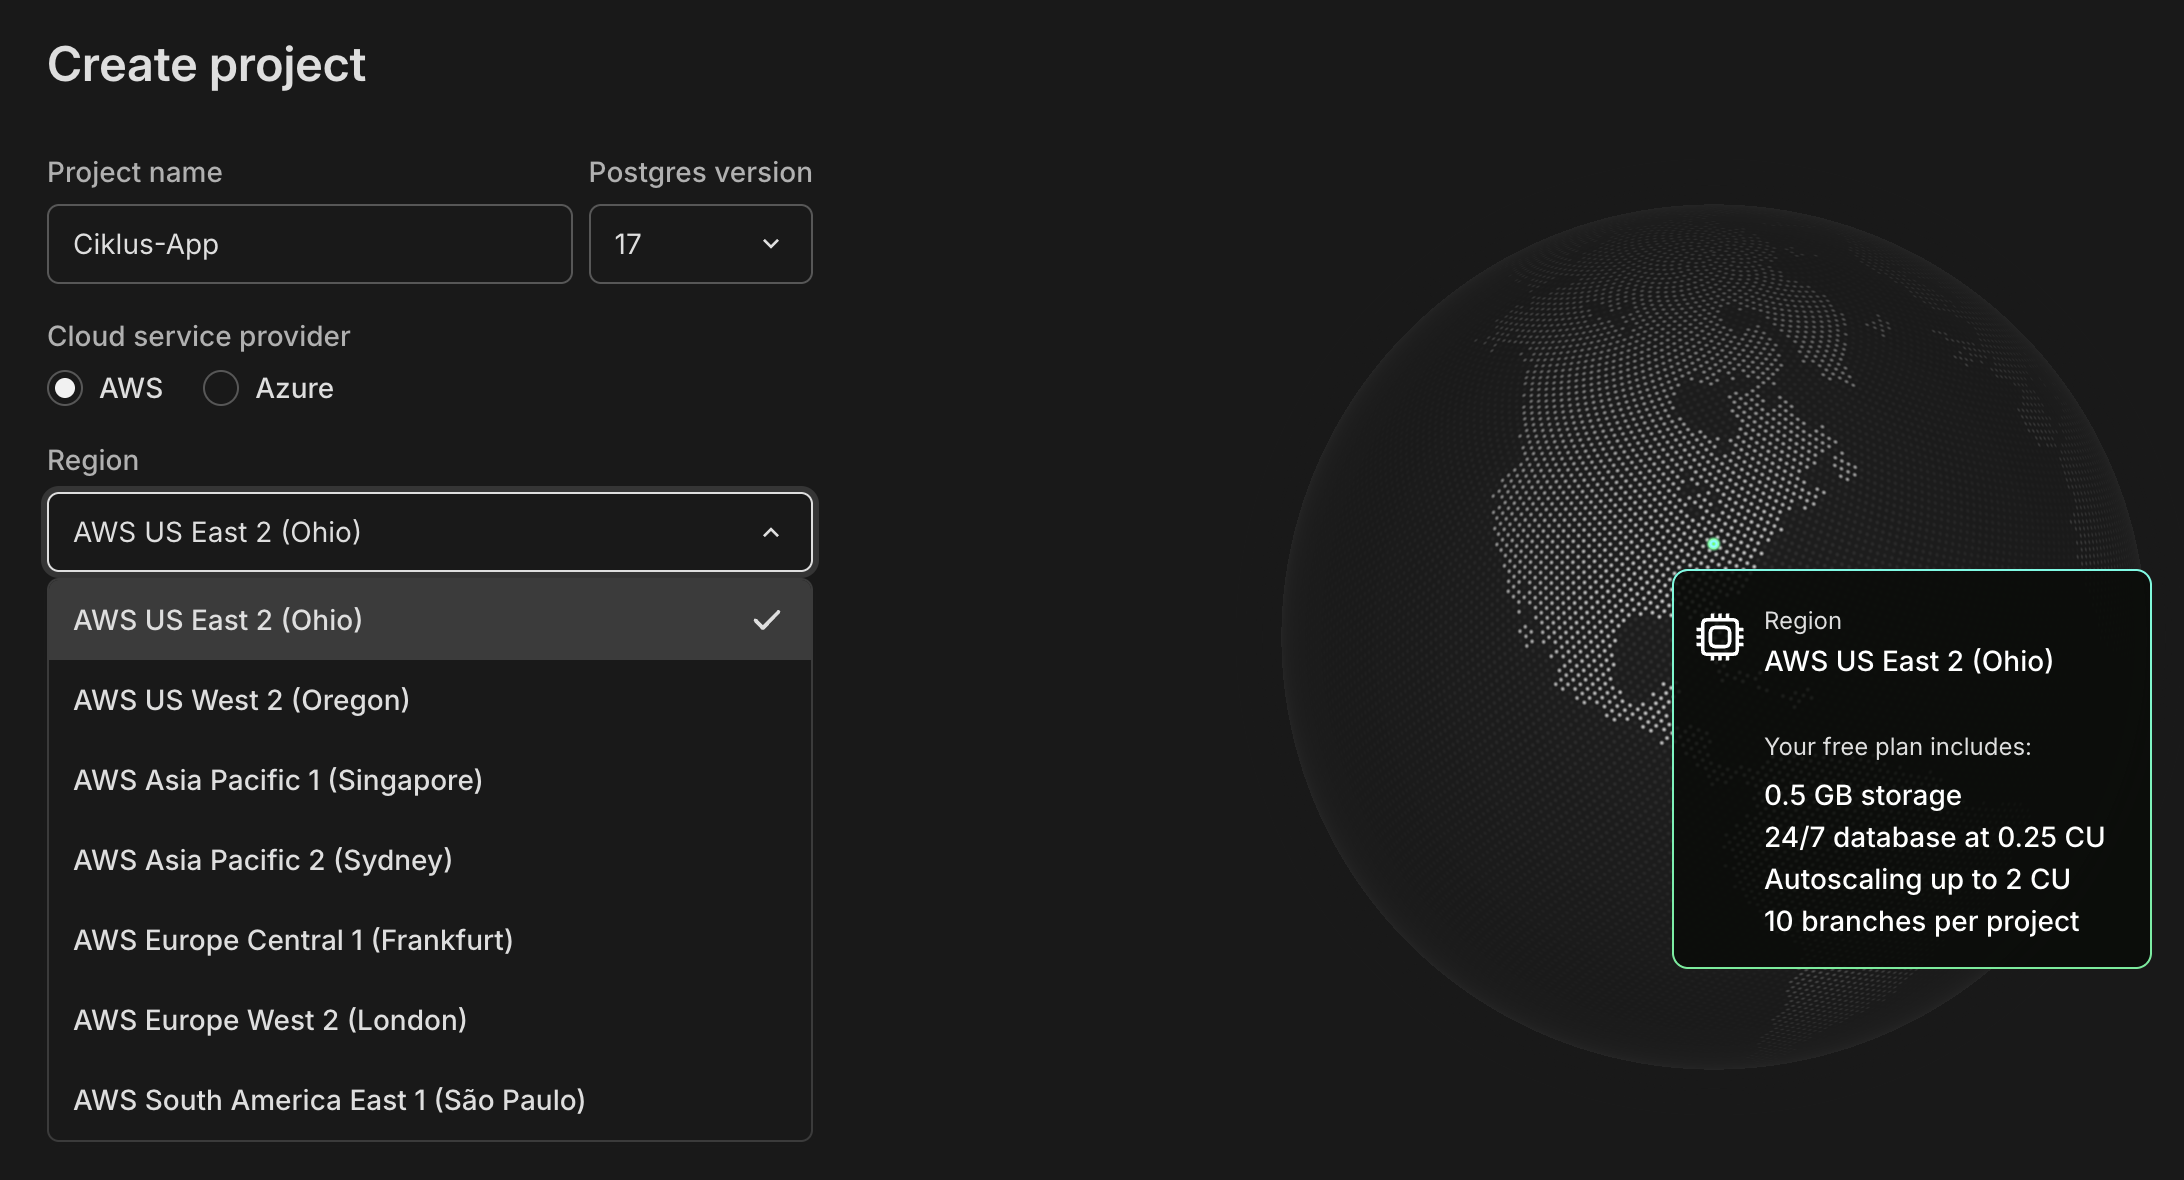 Create project
Project name
Postgres version
Ciklus-App
17
Cloud service provider
AWS
Azure
Region
AWS US East 2 (Ohio)
AWS US East 2 (Ohio)
AWS US West 2 (Oregon)
AWS Asia Pacific 1 (Singapore)
AWS Asia Pacific 2 (Sydney)
AWS Europe Central 1 (Frankfurt)
AWS Europe West 2 (London)
AWS South America East 1 (São Paulo)
Region
AWS US East 2 (Ohio)
Your free plan includes:
0.5 GB storage
24/7 database at 0.25 CU
Autoscaling up to 2 CU
10 branches per project